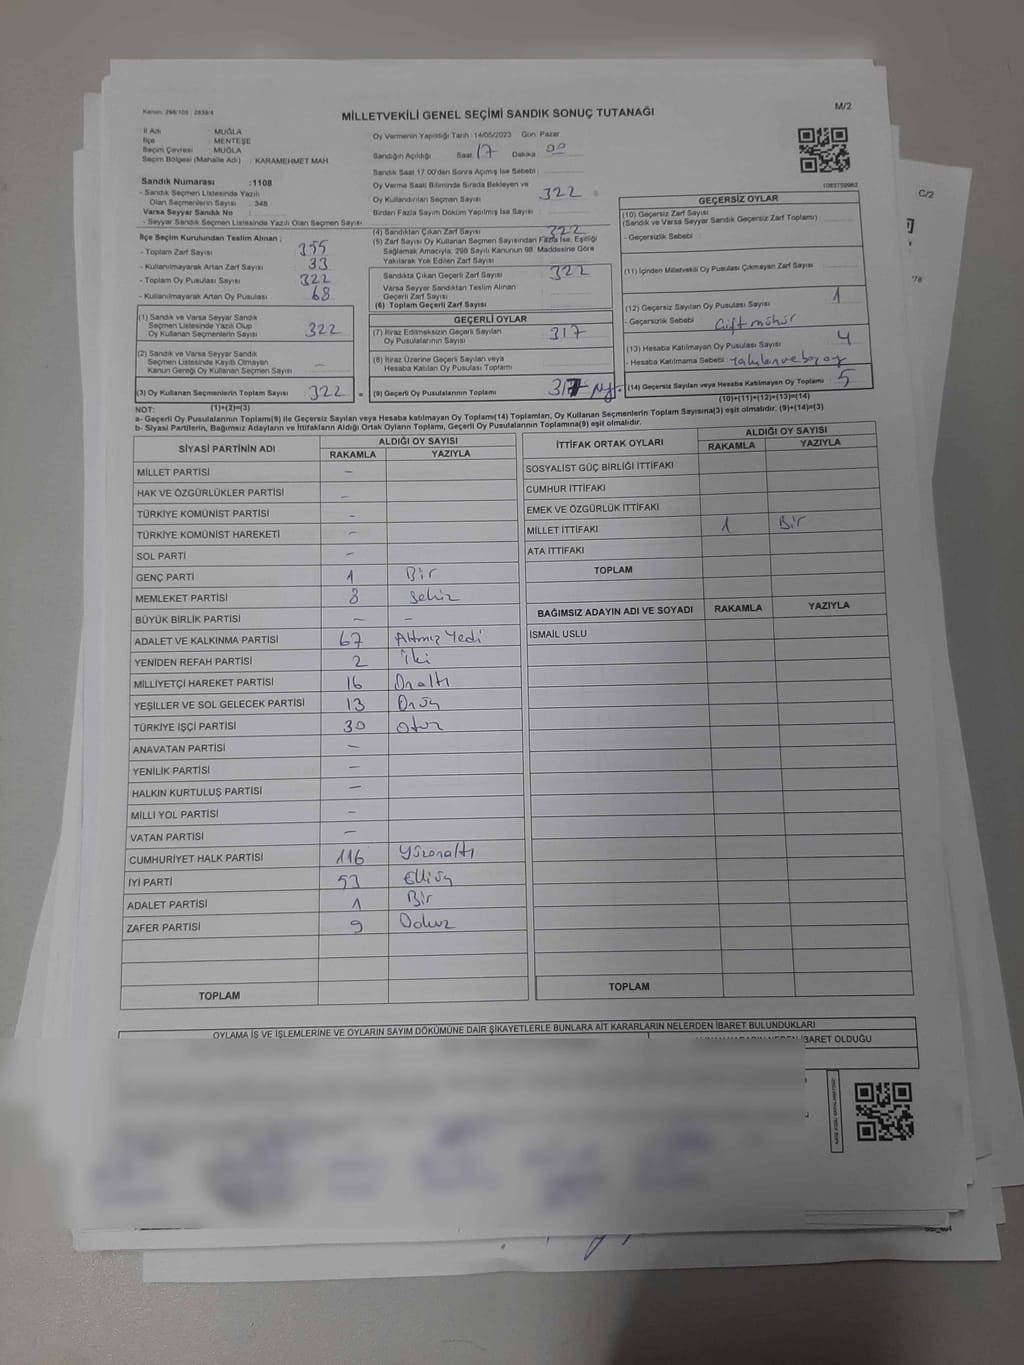 Kanun: 298/105 ; 2839/4
MİLLETVEKİLİ GENEL SEÇİMİ SANDIK SONUÇ TUTANAĞI
M/2
İl Adı MUĞLA
İlçe MENTEŞE
Seçim Çevresi MUĞLA
Seçim Bölgesi (Mahalle Adı) KARAMEHMET MAH.
Sandık Numarası :1108
- Sandık Seçmen Listesinde Yazılı
Olan Seçmenlerin Sayısı : 348
Varsa Seyyar Sandık No
- Seyyar Sandık Seçmen Listesinde Yazılı Olan Seçmen Sayısı
Oy Vermenin Yapıldığı Tarih :14/05/2023 Gün: Pazar
Sandığın Açıldığı Saat : 17 Dakika : 00
Sandık Saat 17.00'den Sonra Açılmış İse Sebebi :
Oy Verme Saati Bitiminde Sırada Bekleyen ve
Oy Kullandırılan Seçmen Sayısı : 322
Birden Fazla Sayım Döküm Yapılmış İse Sayısı :
1083759962
İlçe Seçim Kurulundan Teslim Alınan ;
- Toplam Zarf Sayısı 355
- Kullanılmayarak Artan Zarf Sayısı 33
- Toplam Oy Pusulası Sayısı 322
- Kullanılmayarak Artan Oy Pusulası 68
(1) Sandık ve Varsa Seyyar Sandık
Seçmen Listesinde Yazılı Olup
Oy Kullanan Seçmenlerin Sayısı 322
(2) Sandık ve Varsa Seyyar Sandık
Seçmen Listesinde Kayıtlı Olmayan
Kanun Gereği Oy Kullanan Seçmen Sayısı –
(3) Oy Kullanan Seçmenlerin Toplam Sayısı 322
(1)+(2)=(3)
(4) Sandıktan Çıkan Zarf Sayısı 322
(5) Zarf Sayısı Oy Kullanan Seçmen Sayısından Fazla İse, Eşitliği
Sağlamak Amacıyla; 298 Sayılı Kanunun 98. Maddesine Göre
Yakılarak Yok Edilen Zarf Sayısı
Sandıkta Çıkan Geçerli Zarf Sayısı 322
Varsa Seyyar Sandıktan Teslim Alınan
Geçerli Zarf Sayısı
(6) Toplam Geçerli Zarf Sayısı
GEÇERLİ OYLAR
(7) İtiraz Edilmeksizin Geçerli Sayılan
Oy Pusulalarının Sayısı 317
(8) İtiraz Üzerine Geçerli Sayılan veya
Hesaba Katılan Oy Pusulası Toplamı
(9) Geçerli Oy Pusulalarının Toplamı 317
GEÇERSİZ OYLAR
(10) Geçersiz Zarf Sayısı
(Sandık ve Varsa Seyyar Sandık Geçersiz Zarf Toplamı)
- Geçersizlik Sebebi :
(11) İçinden Milletvekili Oy Pusulası Çıkmayan Zarf Sayısı
(12) Geçersiz Sayılan Oy Pusulası Sayısı 1
- Geçersizlik Sebebi Çift mühür
(13) Hesaba Katılmayan Oy Pusulası Sayısı 4
- Hesaba Katılmama Sebebi :
(14) Geçersiz Sayılan veya Hesaba Katılmayan Oy Toplamı 5
(10)+(11)+(12)+(13)=(14)
NOT:
a- Geçerli Oy Pusulalarının Toplamı(9) ile Geçersiz Sayılan veya Hesaba katılmayan Oy Toplamı(14) Toplamları, Oy Kullanan Seçmenlerin Toplam Sayısına(3) eşit olmalıdır. (9)+(14)=(3)
b- Siyasi Partilerin, Bağımsız Adayların ve İttifakların Aldığı Ortak Oyların Toplamı, Geçerli Oy Pusulalarının Toplamına(9) eşit olmalıdır.
SİYASİ PARTİNİN ADI ALDIĞI OY SAYISI
RAKAMLA YAZIYLA
MİLLET PARTİSİ –
HAK VE ÖZGÜRLÜKLER PARTİSİ –
TÜRKİYE KOMÜNİST PARTİSİ –
TÜRKİYE KOMÜNİST HAREKETİ –
SOL PARTİ –
GENÇ PARTİ 1 Bir
MEMLEKET PARTİSİ 8 Sekiz
BÜYÜK BİRLİK PARTİSİ – –
ADALET VE KALKINMA PARTİSİ 67 Altmış Yedi
YENİDEN REFAH PARTİSİ 2 İki
MİLLİYETÇİ HAREKET PARTİSİ 16 Onaltı
YEŞİLLER VE SOL GELECEK PARTİSİ 13 Onüç
TÜRKİYE İŞÇİ PARTİSİ 30 otuz
ANAVATAN PARTİSİ –
YENİLİK PARTİSİ –
HALKIN KURTULUŞ PARTİSİ –
MİLLİ YOL PARTİSİ –
VATAN PARTİSİ –
CUMHURİYET HALK PARTİSİ 116 Yüzonaltı
İYİ PARTİ 53 Elliüç
ADALET PARTİSİ 1 Bir
ZAFER PARTİSİ 9 Dokuz
TOPLAM
İTTİFAK ORTAK OYLARI ALDIĞI OY SAYISI
RAKAMLA YAZIYLA
SOSYALİST GÜÇ BİRLİĞİ İTTİFAKI
CUMHUR İTTİFAKI
EMEK VE ÖZGÜRLÜK İTTİFAKI
MİLLET İTTİFAKI 1 Bir
ATA İTTİFAKI
TOPLAM
BAĞIMSIZ ADAYIN ADI VE SOYADI RAKAMLA YAZIYLA
İSMAİL USLU
TOPLAM
OYLAMA İŞ VE İŞLEMLERİNE VE OYLARIN SAYIM DÖKÜMÜNE DAİR ŞİKAYETLERLE BUNLARA AİT KARARLARIN NELERDEN İBARET BULUNDUKLARI
İBARET OLDUĞU
C/2